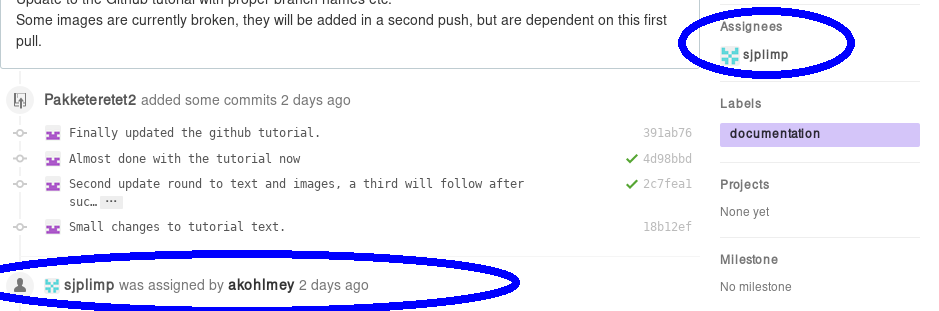 Update to the Github tutorial with proper branch names etc.
Some images are currently broken, they will be added in a second push, but are dependent on this first
pull.
Pakketeretet2 added some commits 2 days ago
Finally updated the github tutorial. 391ab76
Almost done with the tutorial now 4d98bbd
Second update round to text and images, a third will follow after 2c7fea1
suc… ...
Small changes to tutorial text. 18b12ef
sjplimp was assigned by akohlmey 2 days ago
Assignees
sjplimp
Labels
documentation
Projects
None yet
Milestone
No milestone